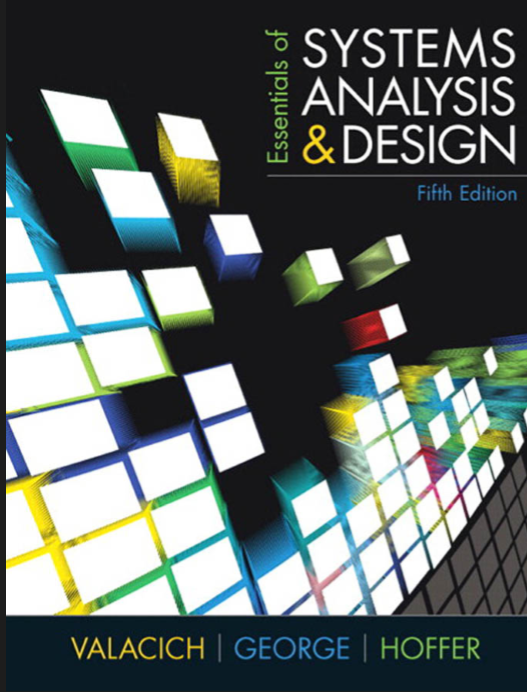 Essentials of
SYSTEMS
ANALYSIS
& DESIGN
Fifth Edition
VALACICH | GEORGE | HOFFER